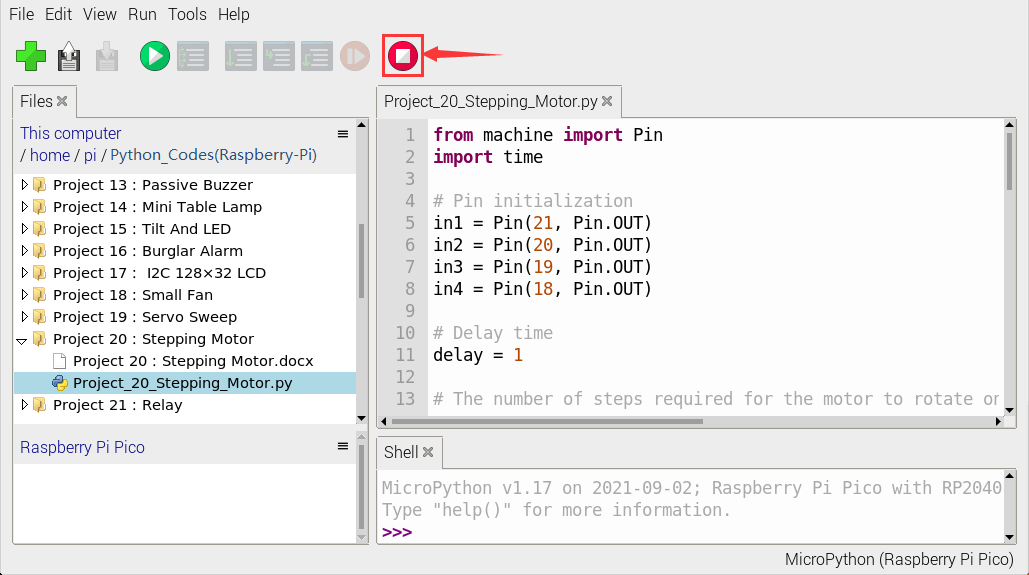 File Edit View Run Tools Help
Files
This computer
/ home / pi / Python_Codes(Raspberry-Pi)
Project 13 : Passive Buzzer
Project 14 : Mini Table Lamp
Project 15 : Tilt And LED
Project 16 : Burglar Alarm
Project 17 : I2C 128×32 LCD
Project 18 : Small Fan
Project 19 : Servo Sweep
Project 20 : Stepping Motor
Project 20 : Stepping Motor.docx
Project_20_Stepping_Motor.py
Project 21 : Relay
Raspberry Pi Pico
Project_20_Stepping_Motor.py
1 from machine import Pin
2 import time
3
4 # Pin initialization
5 in1 = Pin(21, Pin.OUT)
6 in2 = Pin(20, Pin.OUT)
7 in3 = Pin(19, Pin.OUT)
8 in4 = Pin(18, Pin.OUT)
9
10 # Delay time
11 delay = 1
12
13 # The number of steps required for the motor to rotate on
Shell
MicroPython v1.17 on 2021-09-02; Raspberry Pi Pico with RP2040
Type "help()" for more information.
>>>
MicroPython (Raspberry Pi Pico)